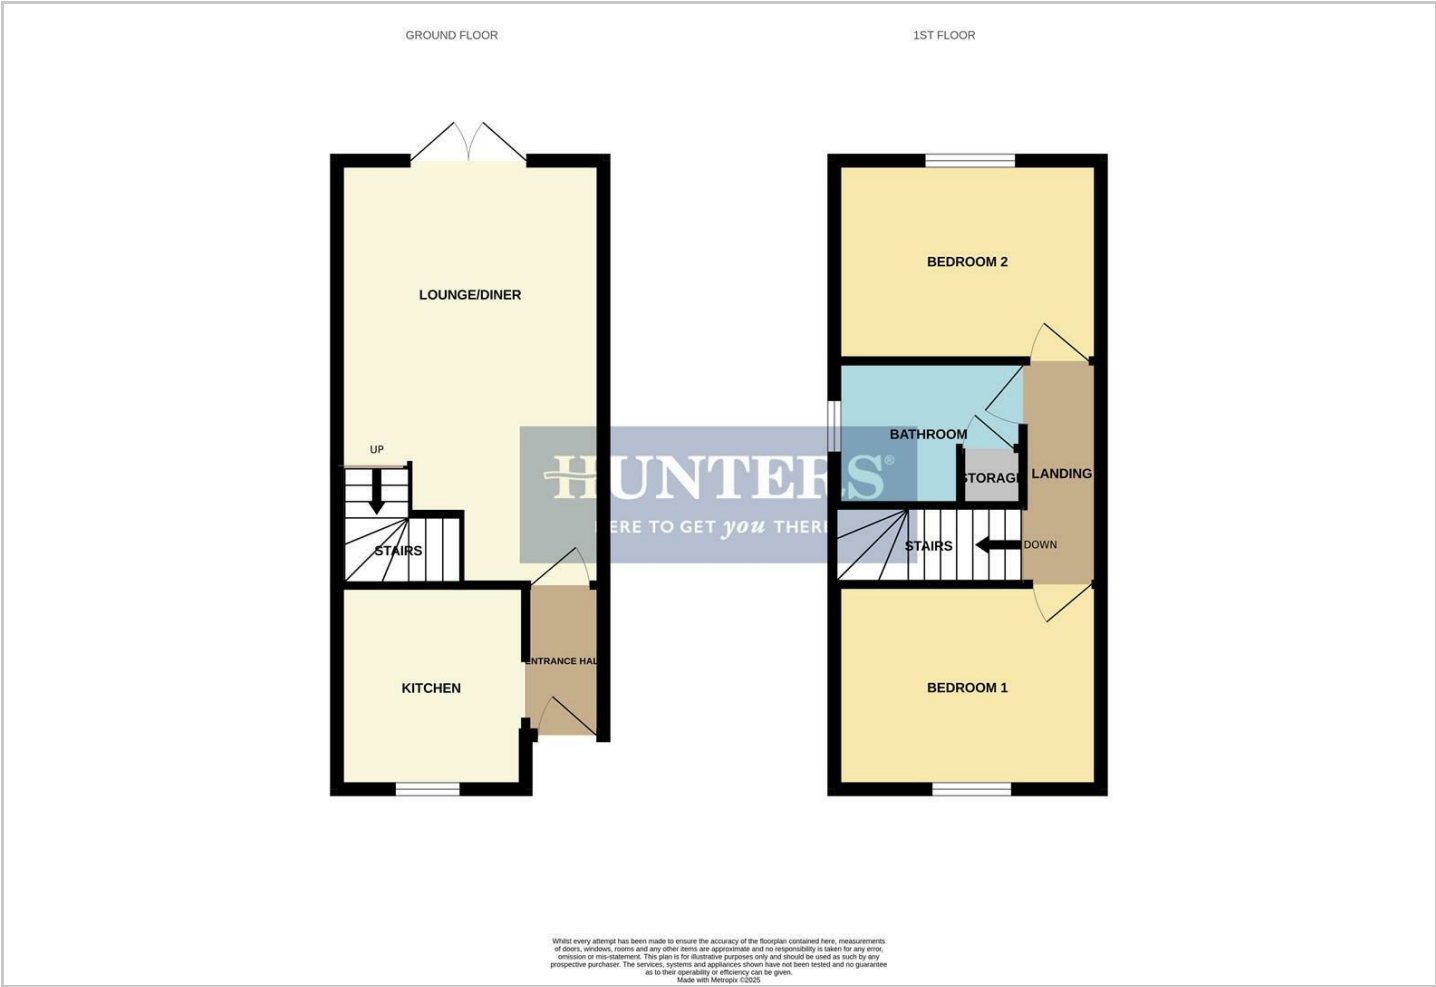 GROUND FLOOR
1ST FLOOR
LOUNGE/DINER
UP
STAIRS
KITCHEN
ENTRANCE HALL
BEDROOM 2
BATHROOM
STORAGE
LANDING
STAIRS
DOWN
BEDROOM 1
HUNTERS®
HERE TO GET you THERE
Whilst every attempt has been made to ensure the accuracy of the floorplan contained here, measurements
of doors, windows, rooms and any other items are approximate and no responsibility is taken for any error,
omission or mis-statement. This plan is for illustrative purposes only and should be used as such by any
prospective purchaser. The services, systems and appliances shown have not been tested and no guarantee
as to their operability or efficiency can be given.
Made with Metropix ©2025